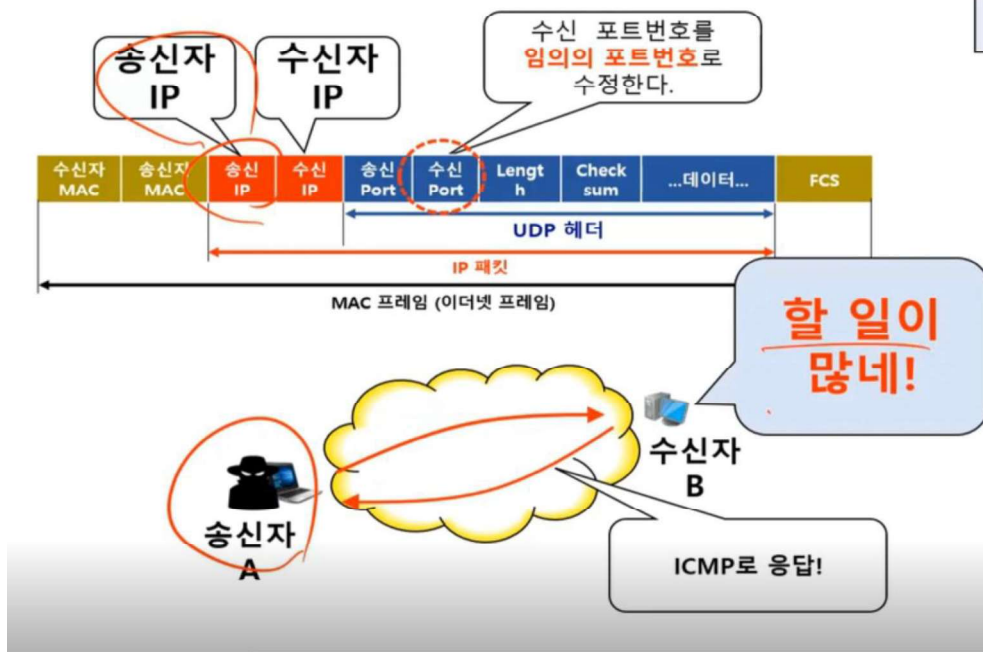 송신자
IP
수신자
IP
수신 포트번호를
임의의 포트번호로
수정한다.
수신자
MAC
송신자
MAC
송신
IP
수신
IP
송신
Port
수신
Port
Lengt
h
Check
sum
...데이터...
FCS
UDP 헤더
IP 패킷
MAC 프레임 (이더넷 프레임)
할 일이
많네!
수신자
B
송신자
A
ICMP로 응답!